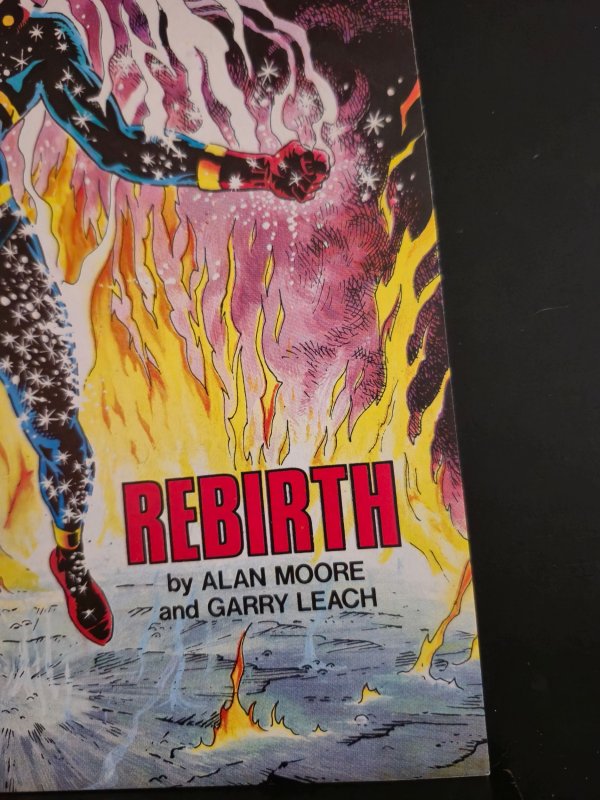 REBIRTH
by ALAN MOORE
and GARRY LEACH